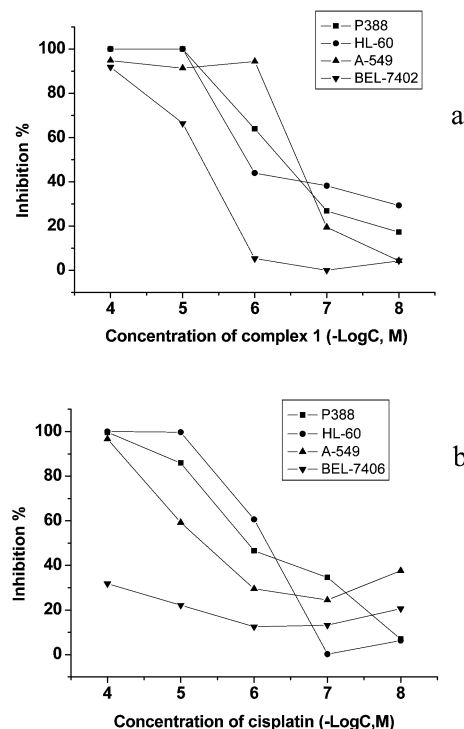 P388
HL-60
A-549
BEL-7402
a
100
80
60
40
20
0
Inhibition %
4 5 6 7 8
Concentration of complex 1 (-LogC, M)
P388
HL-60
A-549
BEL-7406
b
100
80
60
40
20
0
Inhibition %
4 5 6 7 8
Concentration of cisplatin (-LogC,M)